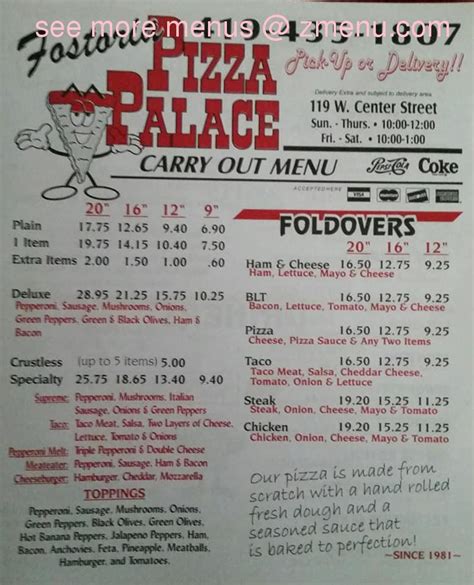 see more menus @ zmenu.com
Fostoria
PIZZA
PALACE
CARRY OUT MENU
Pick-Up or Delivery!!
Delivery Extra and subject to delivery area
119 W. Center Street
Sun. - Thurs. • 10:00-12:00
Fri. - Sat. • 10:00-1:00
PEPSI-COLA Coke
ACCEPTED HERE VISA
20" 16" 12" 9"
Plain 17.75 12.65 9.40 6.90
1 Item 19.75 14.15 10.40 7.50
Extra Items 2.00 1.50 1.00 .50
Deluxe 28.95 21.25 15.75 10.25
Pepperoni, Sausage, Mushrooms, Onions,
Green Peppers, Green & Black Olives, Ham &
Bacon
Crustless (up to 5 items) 5.00
Specialty 25.75 18.65 13.40 9.40
Supreme: Pepperoni, Mushrooms, Italian
Sausage, Onions & Green Peppers
Taco: Taco Meat, Salsa, Two Layers of Cheese,
Lettuce, Tomato & Onions
Pepperoni Melt: Triple Pepperoni & Double Cheese
Meateater: Pepperoni, Sausage, Ham & Bacon
Cheeseburger: Hamburger, Cheddar, Mozzarella
TOPPINGS
Pepperoni, Sausage, Mushrooms, Onions,
Green Peppers, Black Olives, Green Olives,
Hot Banana Peppers, Jalapeno Peppers, Ham,
Bacon, Anchovies, Feta, Pineapple, Meatballs,
Hamburger, and Tomatoes
FOLDOVERS
20" 16" 12"
Ham & Cheese 16.50 12.75 9.25
Ham, Lettuce, Mayo & Cheese
BLT 16.50 12.75 9.25
Bacon, Lettuce, Tomato, Mayo & Cheese
Pizza 16.50 12.75 9.25
Cheese, Pizza Sauce & Any Two Items
Taco 16.50 12.75 9.25
Taco Meat, Salsa, Cheddar Cheese,
Tomato, Onion & Lettuce
Steak 19.20 15.25 11.25
Steak, Onion, Cheese, Mayo & Tomato
Chicken 19.20 15.25 11.25
Chicken, Onion, Cheese, Mayo & Tomato
Our pizza is made from
scratch with a hand rolled
fresh dough and a
seasoned sauce that
is baked to perfection!
~SINCE 1981~